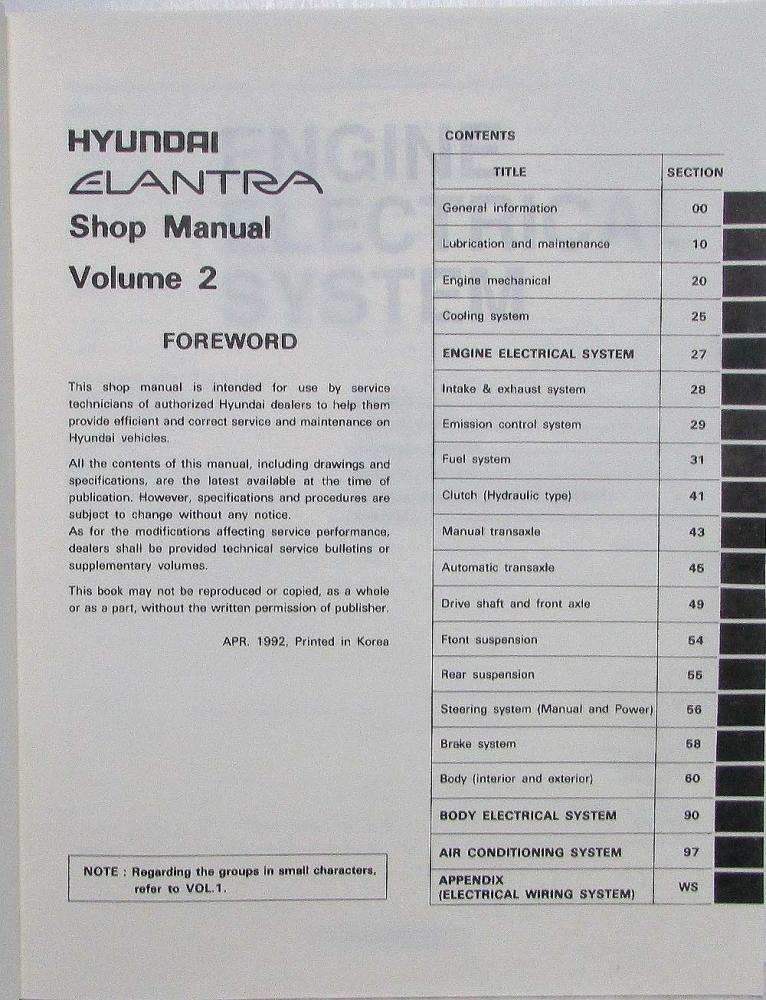 HYUNDAI
ELANTRA
Shop Manual
Volume 2
FOREWORD
This shop manual is intended for use by service
technicians of authorized Hyundai dealers to help them
provide efficient and correct service and maintenance on
Hyundai vehicles.
All the contents of this manual, including drawings and
specifications, are the latest available at the time of
publication. However, specifications and procedures are
subject to change without any notice.
As for the modifications affecting service performance,
dealers shall be provided technical service bulletins or
supplementary volumes.
This book may not be reproduced or copied, as a whole
or as a part, without the written permission of publisher.
APR. 1992, Printed in Korea
NOTE : Regarding the groups in small characters,
refer to VOL.1.
CONTENTS
TITLE SECTION
General information 00
Lubrication and maintenance 10
Engine mechanical 20
Cooling system 25
ENGINE ELECTRICAL SYSTEM 27
Intake & exhaust system 28
Emission control system 29
Fuel system 31
Clutch (Hydraulic type) 41
Manual transaxle 43
Automatic transaxle 45
Drive shaft and front axle 49
Ftont suspension 54
Rear suspension 55
Steering system (Manual and Power) 56
Brake system 58
Body (interior and exterior) 60
BODY ELECTRICAL SYSTEM 90
AIR CONDITIONING SYSTEM 97
APPENDIX
(ELECTRICAL WIRING SYSTEM) WS
ENGINE
ELECTRICAL
SYSTEM